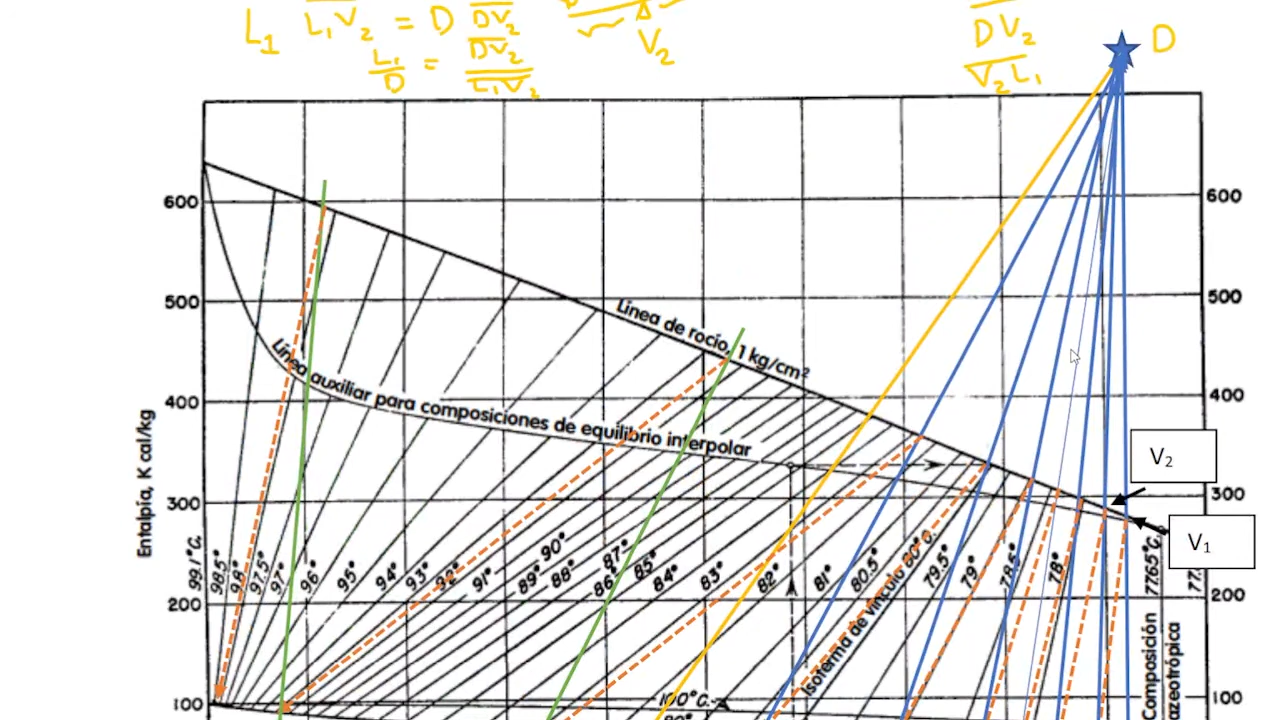 L₁
L₁V₂ = D DV₂
V₂
L₁/D = DV₂/L₁V₂
DV₂
V₂L₁
D
600
600
500
500
Línea de rocío, 1 kg/cm²
Línea auxiliar para composiciones de equilibrio interpolar
400
400
Entalpía, K cal/kg
V₂
300
300
V₁
99.1°C.
98.5°
98°
97.5°
97°
96°
95°
94°
93°
92°
91°
90°
89°
88°
87°
86°
85°
84°
83°
82°
81°
80.5°
Isoterma de vínculo 80°C.
79.5°
79°
78.5°
78°
77.65°C.
200
200
Composición
azeotrópica
100
100°C.
100